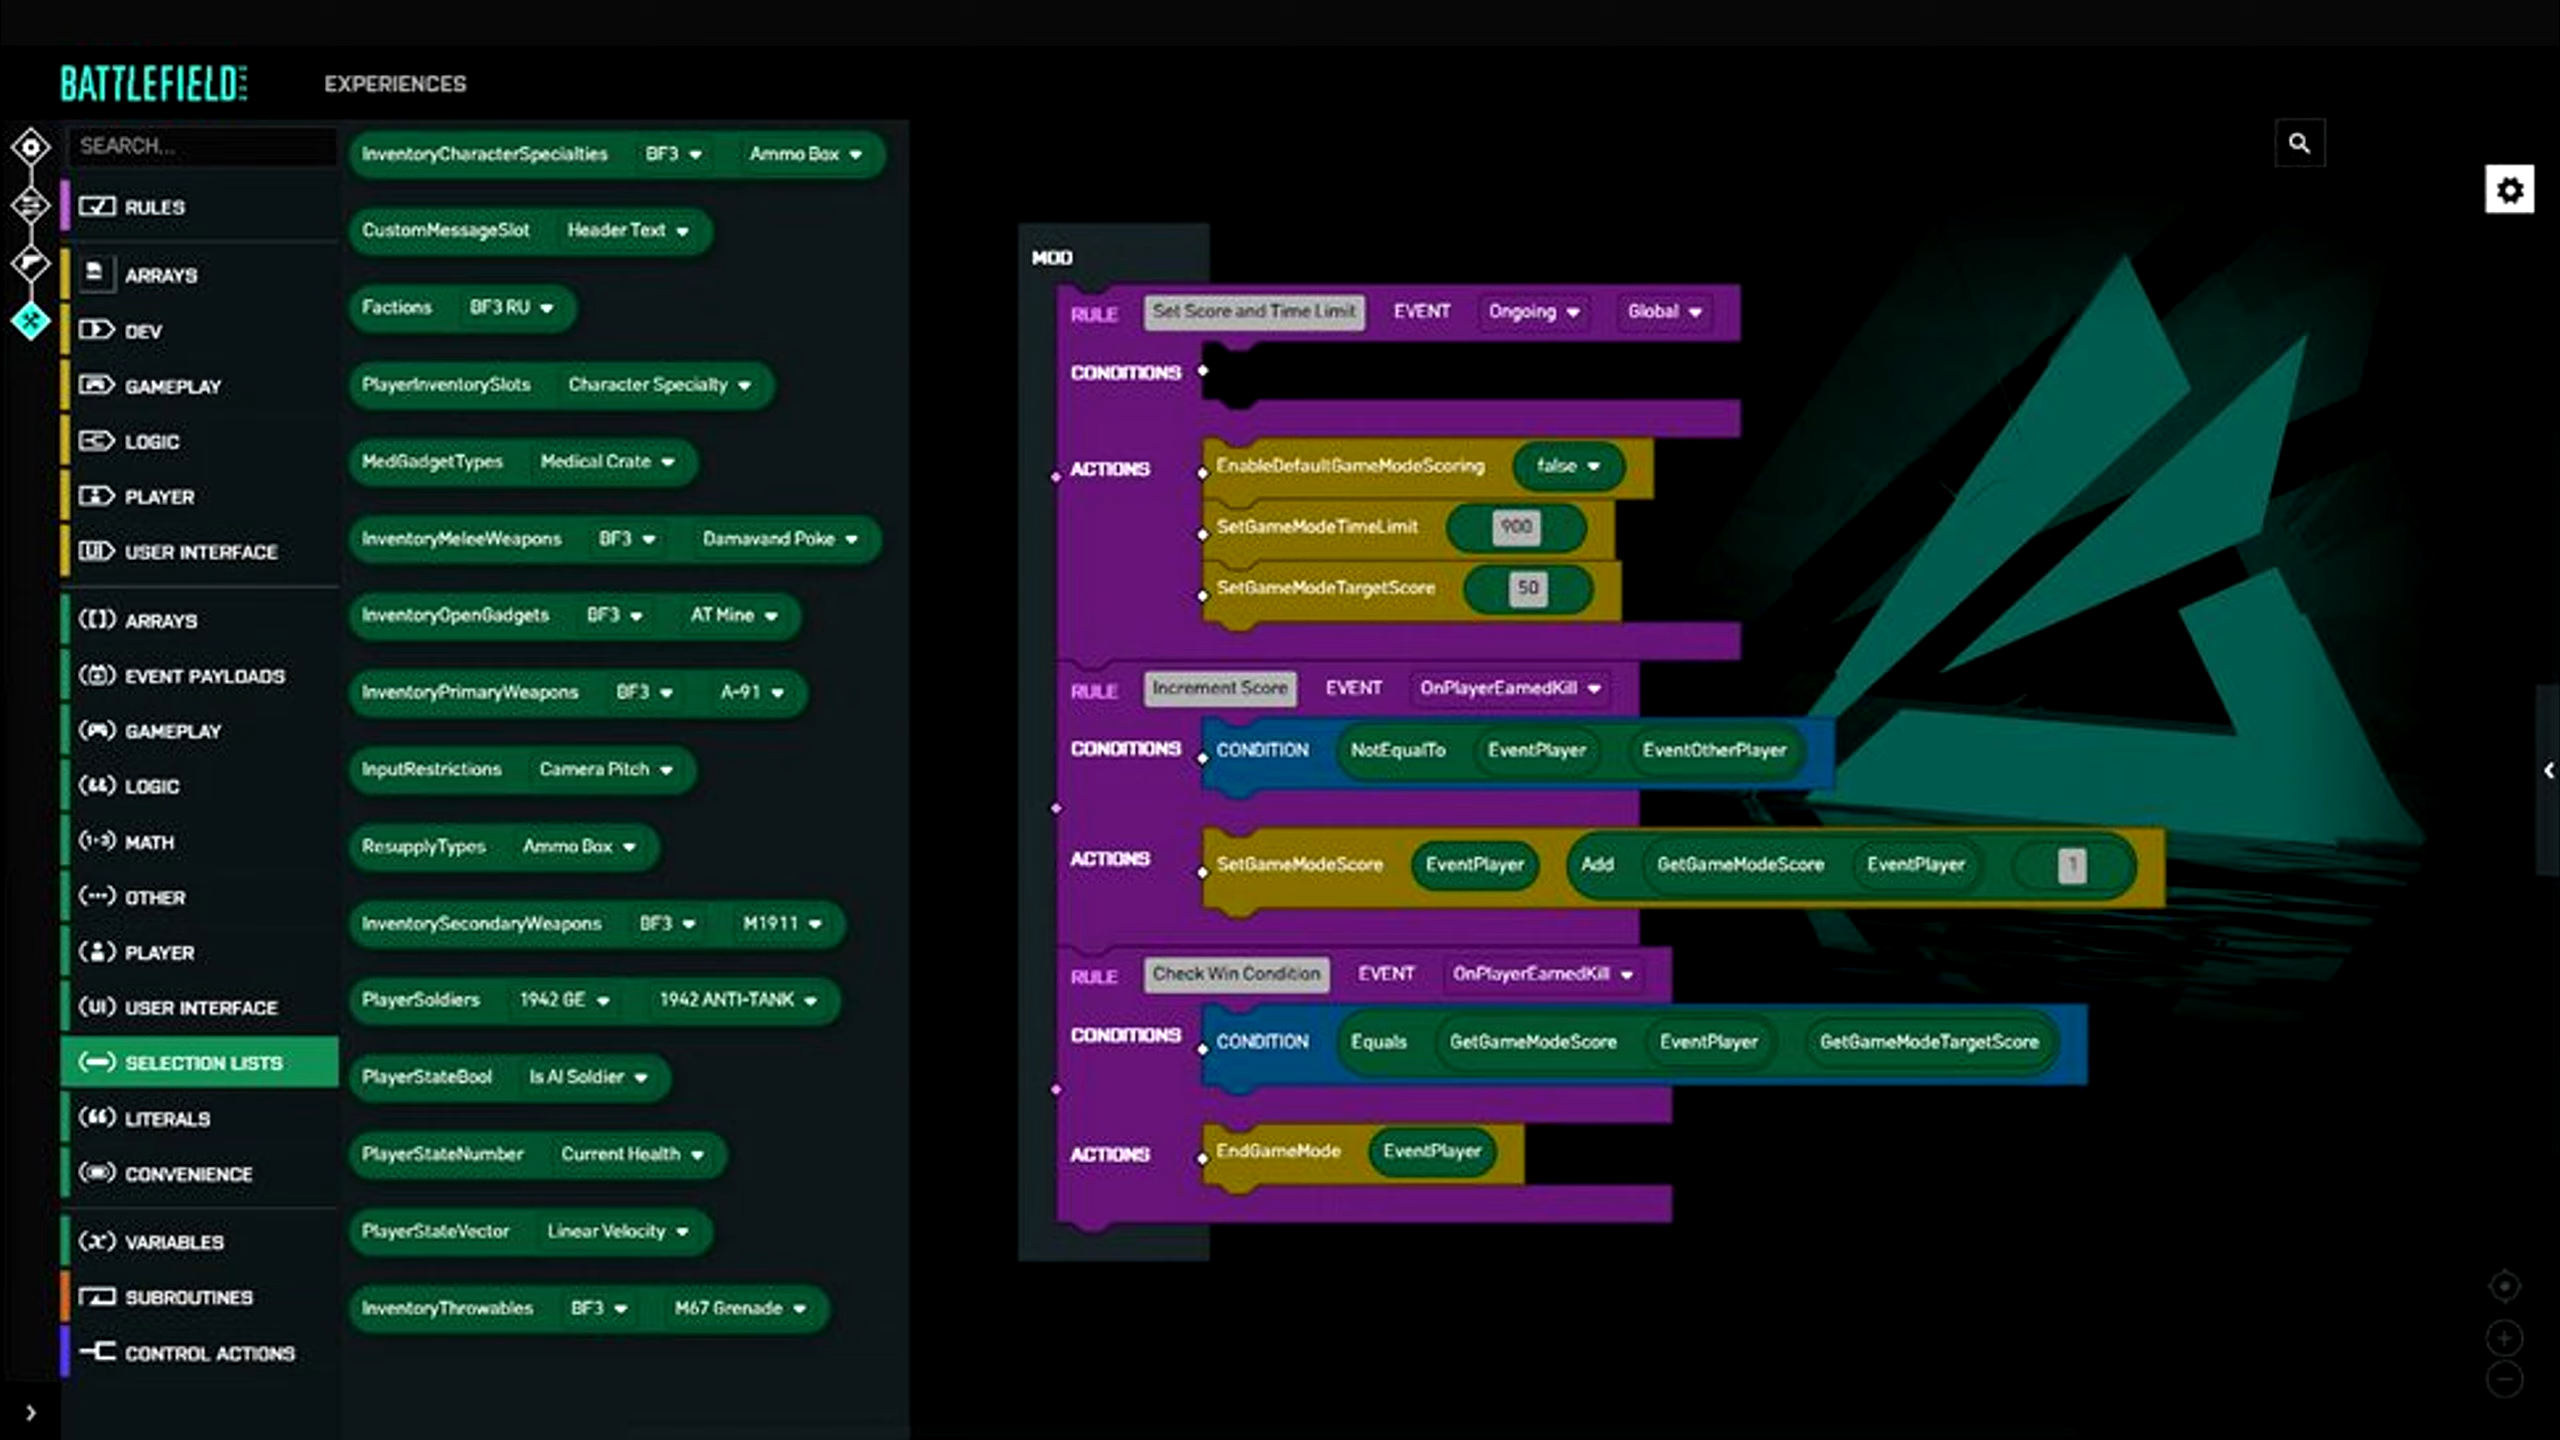 BATTLEFIELD
EXPERIENCES
SEARCH...
RULES
ARRAYS
DEV
GAMEPLAY
LOGIC
PLAYER
USER INTERFACE
ARRAYS
EVENT PAYLOADS
GAMEPLAY
LOGIC
MATH
OTHER
PLAYER
USER INTERFACE
SELECTION LISTS
LITERALS
CONVENIENCE
VARIABLES
SUBROUTINES
CONTROL ACTIONS
InventoryCharacterSpecialties BF3 Ammo Box
CustomMessageSlot Header Text
Factions BF3 RU
PlayerInventorySlots Character Specialty
MedGadgetTypes Medical Crate
InventoryMeleeWeapons BF3 Damavand Poke
InventoryOpenGadgets BF3 AT Mine
InventoryPrimaryWeapons BF3 A-91
InputRestrictions Camera Pitch
ResupplyTypes Ammo Box
InventorySecondaryWeapons BF3 M1911
PlayerSoldiers 1942 GE 1942 ANTI-TANK
PlayerStateBool Is AI Soldier
PlayerStateNumber Current Health
PlayerStateVector Linear Velocity
InventoryThrowables BF3 M67 Grenade
MOD
RULE Set Score and Time Limit EVENT Ongoing Global
CONDITIONS
ACTIONS EnableDefaultGameModeScoring false
SetGameModeTimeLimit 900
SetGameModeTargetScore 50
RULE Increment Score EVENT OnPlayerEarnedKill
CONDITIONS CONDITION NotEqualTo EventPlayer EventOtherPlayer
ACTIONS SetGameModeScore EventPlayer Add GetGameModeScore EventPlayer 1
RULE Check Win Condition EVENT OnPlayerEarnedKill
CONDITIONS CONDITION Equals GetGameModeScore EventPlayer GetGameModeTargetScore
ACTIONS EndGameMode EventPlayer